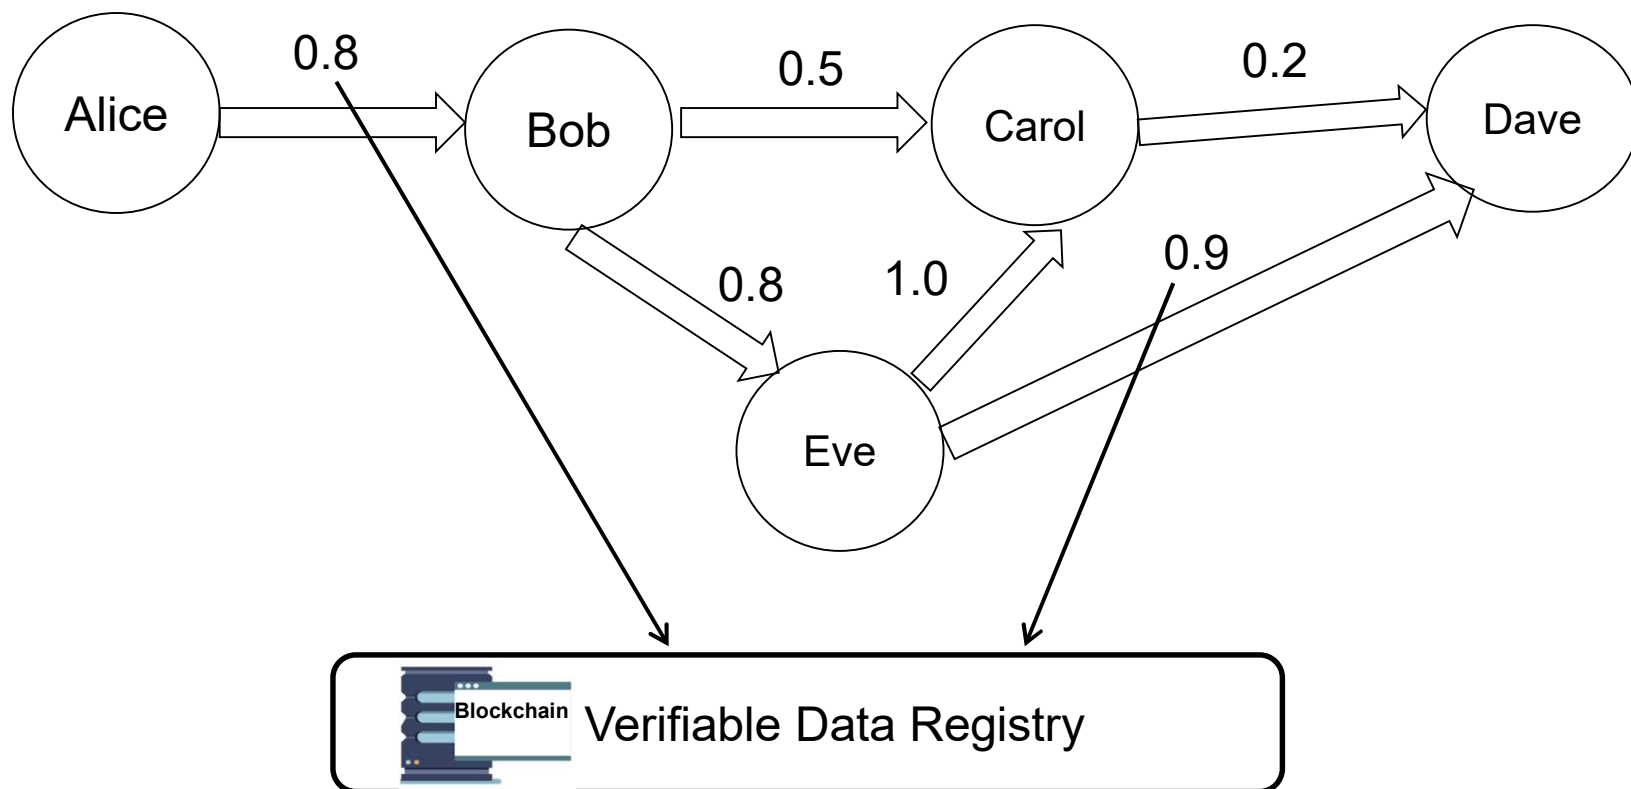 0.8
0.5
0.2
Alice
Bob
Carol
Dave
0.8
1.0
0.9
Eve
Blockchain
Verifiable Data Registry